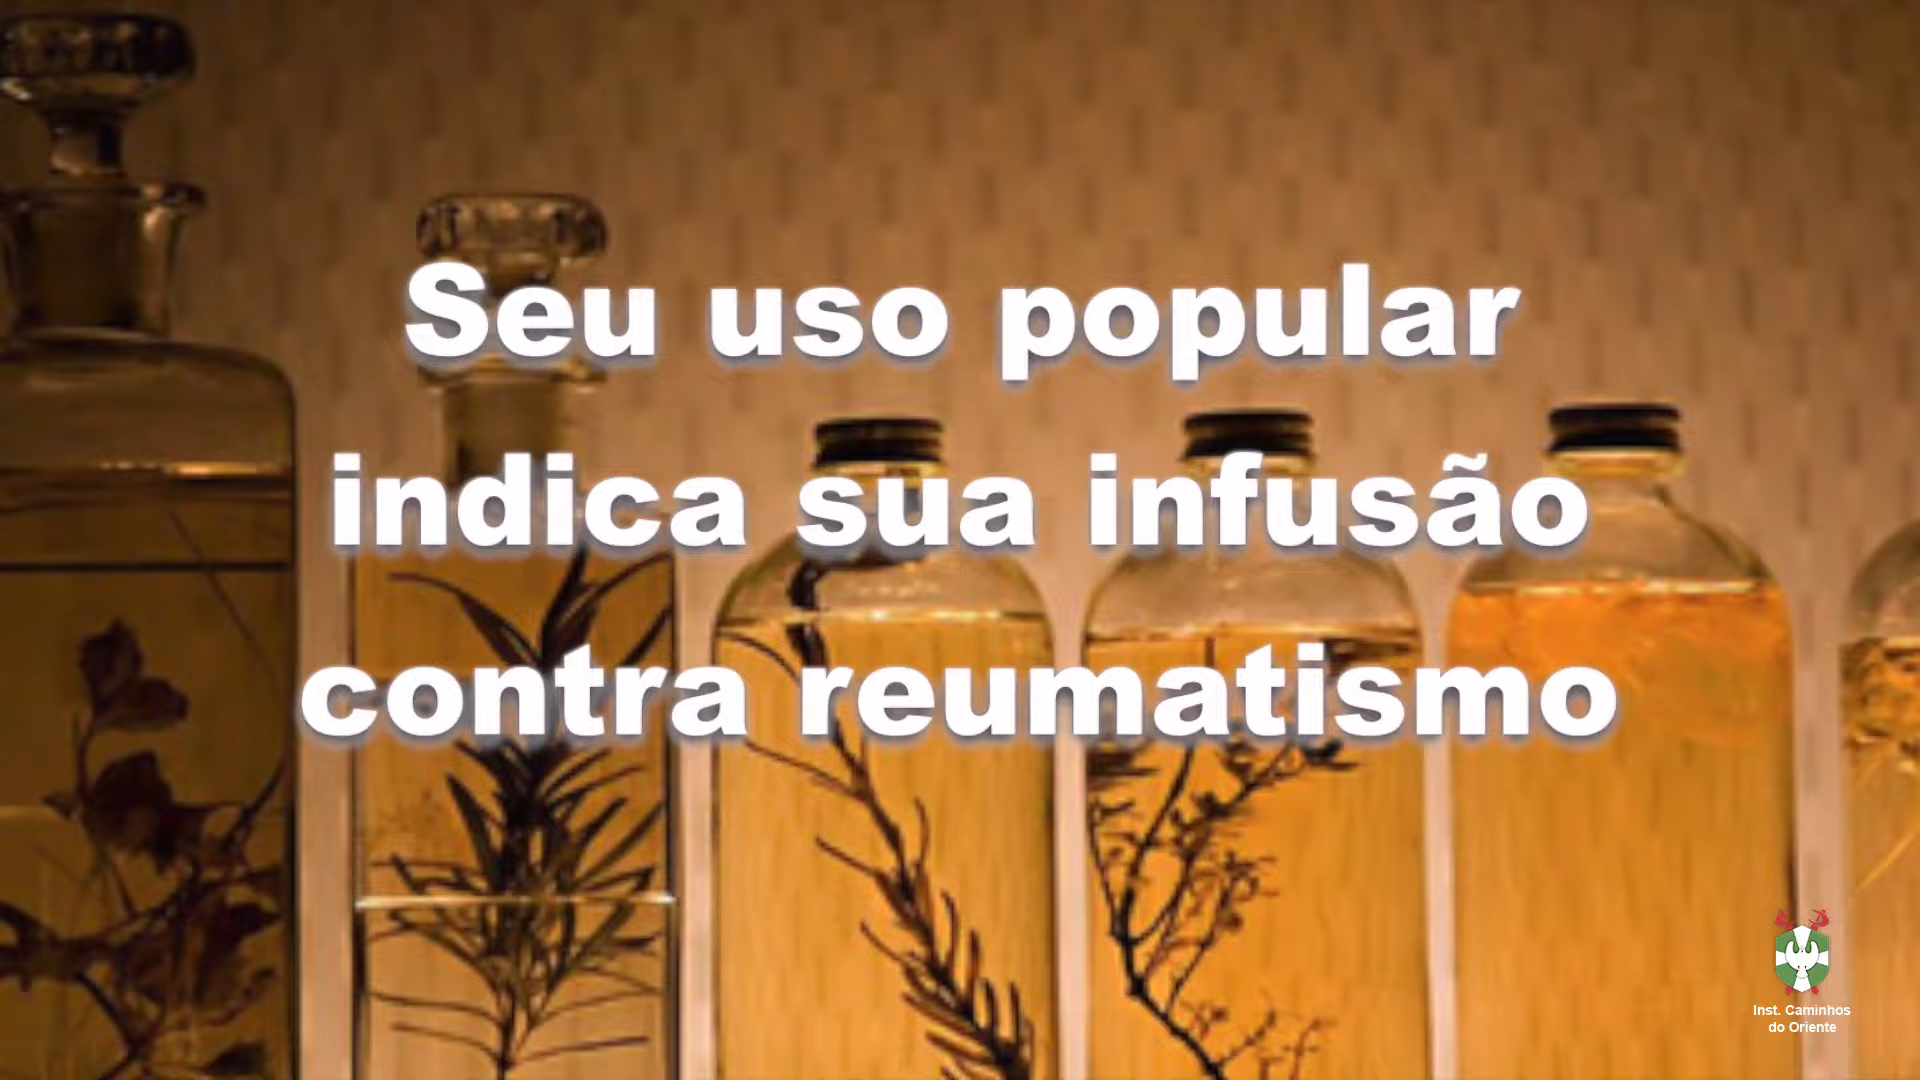 Seu uso popular
indica sua infusão
contra reumatismo
Inst. Caminhos
do Oriente